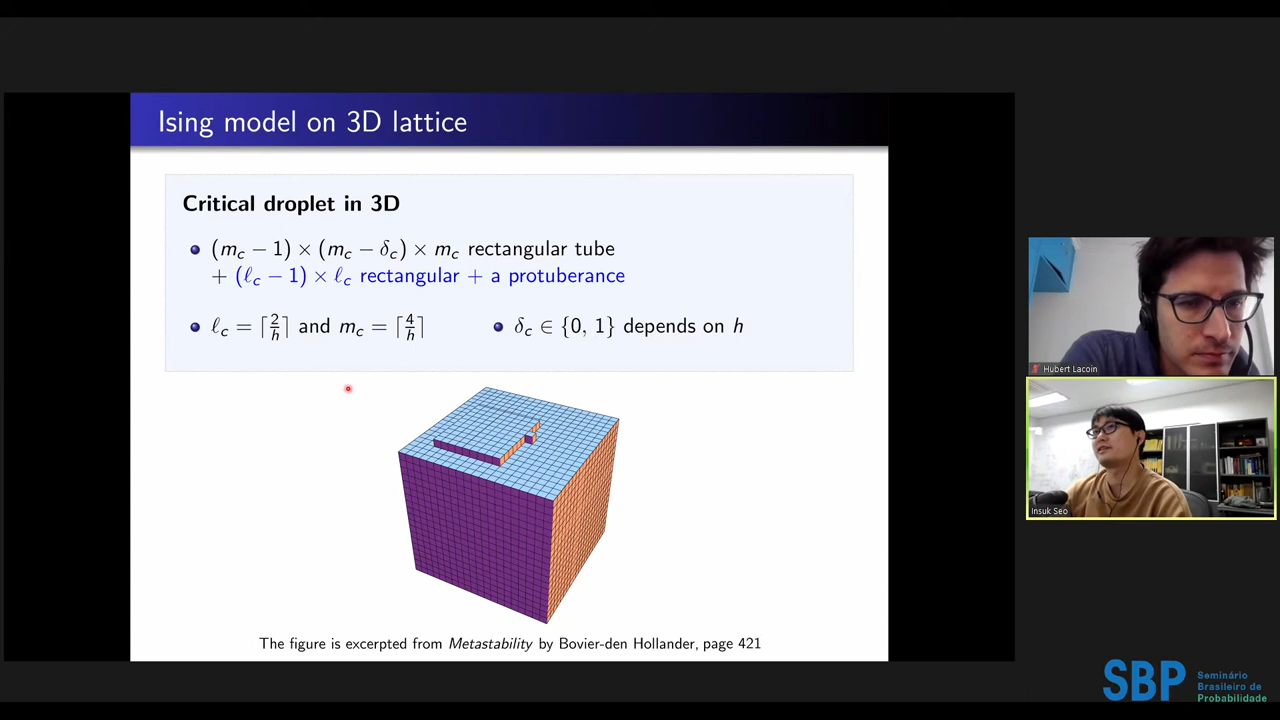 Ising model on 3D lattice
Critical droplet in 3D
(m_c − 1) × (m_c − δ_c) × m_c rectangular tube
+ (ℓ_c − 1) × ℓ_c rectangular + a protuberance
ℓ_c = ⌈2/h⌉ and m_c = ⌈4/h⌉
δ_c ∈ {0, 1} depends on h
The figure is excerpted from Metastability by Bovier-den Hollander, page 421
Hubert Lacoin
Insuk Seo
SBP
Seminário
Brasileiro de
Probabilidade